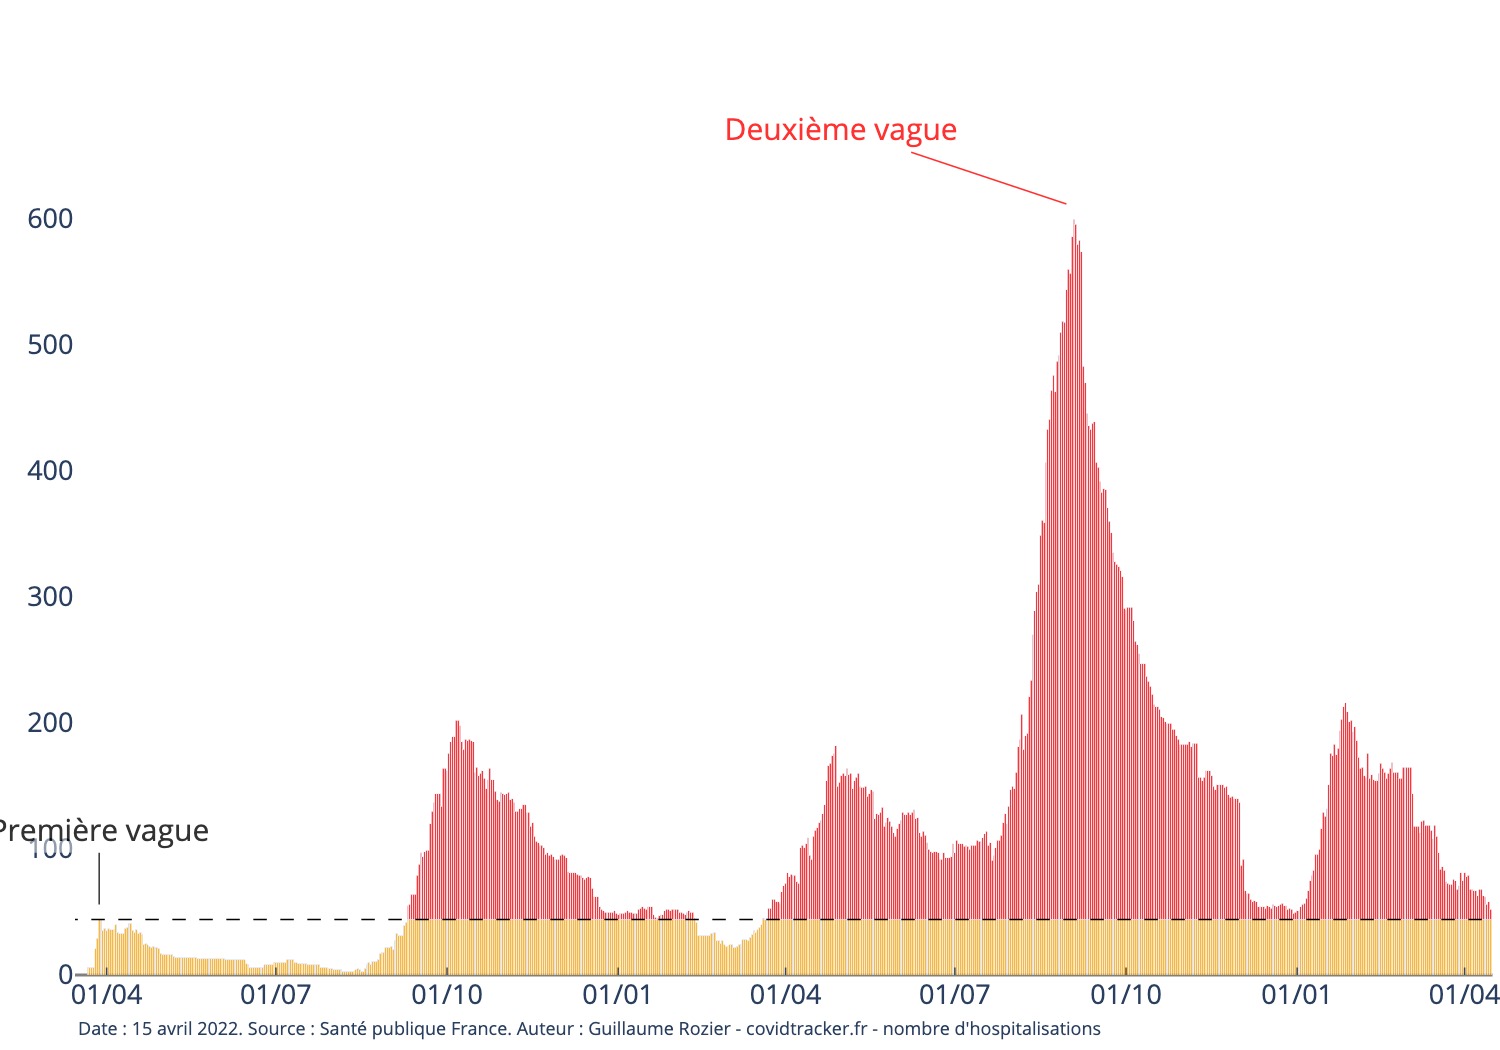 Deuxième vague
600
500
400
300
200
Première vague
100
0
01/04 01/07 01/10 01/01 01/04 01/07 01/10 01/01 01/04
Date : 15 avril 2022. Source : Santé publique France. Auteur : Guillaume Rozier - covidtracker.fr - nombre d'hospitalisations